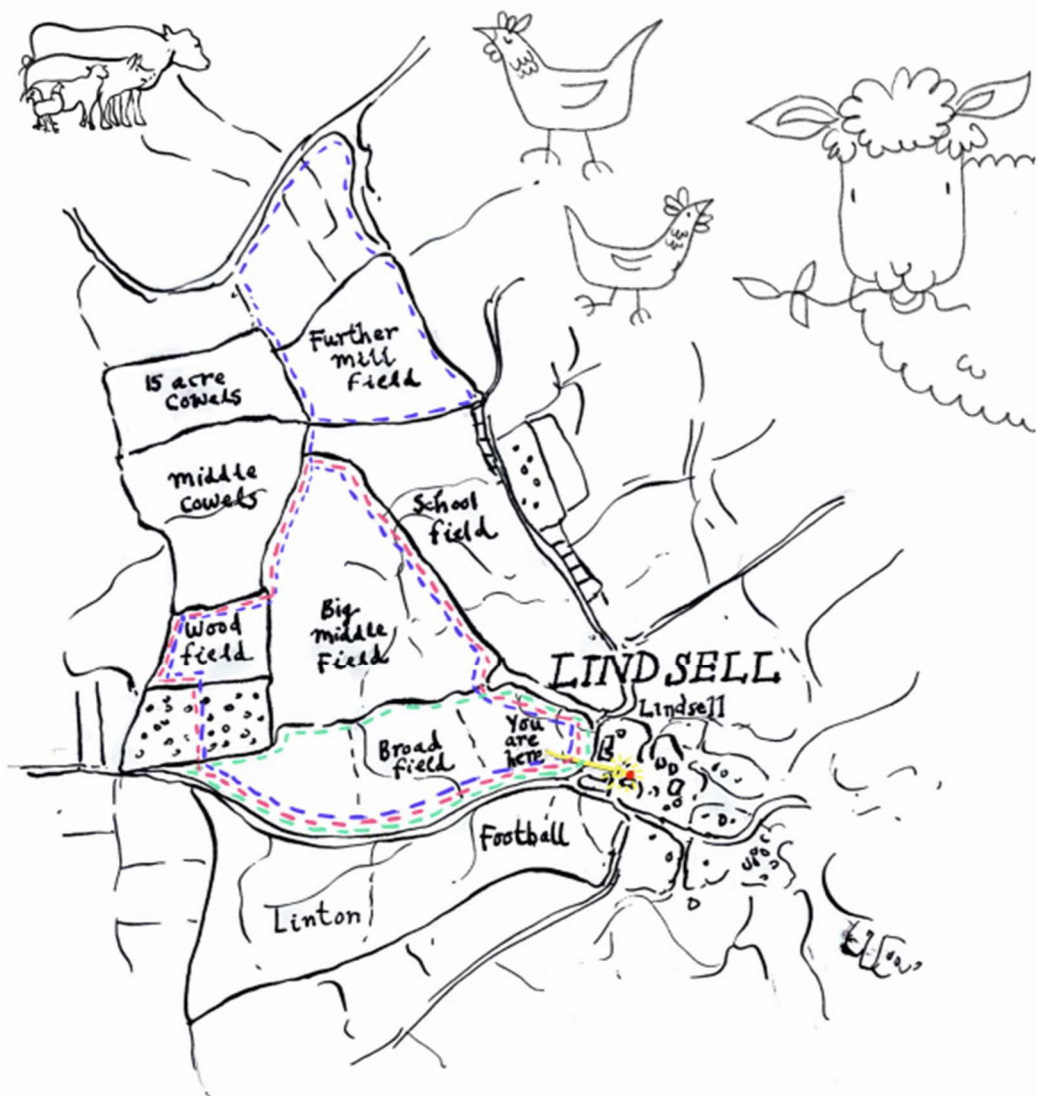 Further
mill
Field
15 acre
Cowels
middle
Cowels
School
field
Wood
field
Big
middle
Field
LINDSELL
Lindsell
You
are
here
Broad
field
Football
Linton